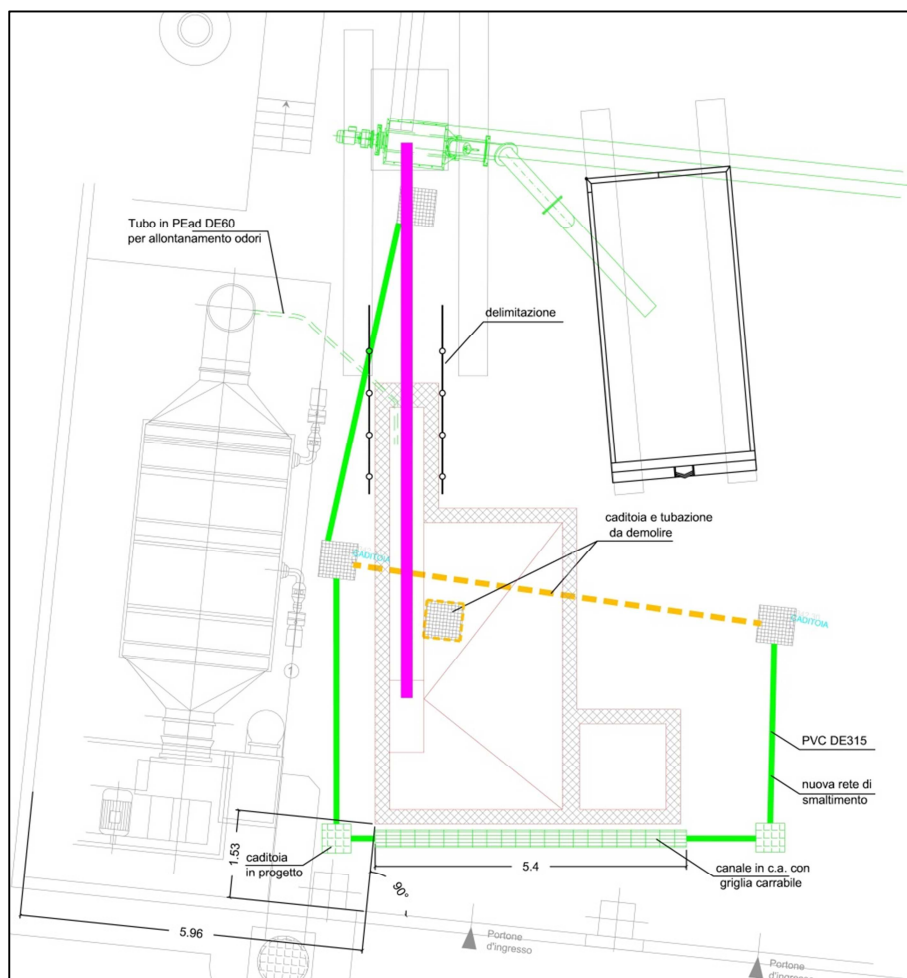 Tubo in PEad DE60
per allontanamento odori
delimitazione
caditoia e tubazione
da demolire
CADITOIA
CADITOIA
1
PVC DE315
nuova rete di
smaltimento
caditoia
in progetto
1.53
5.4
canale in c.a. con
griglia carrabile
90°
5.96
Portone
d'ingresso
Portone
d'ingresso